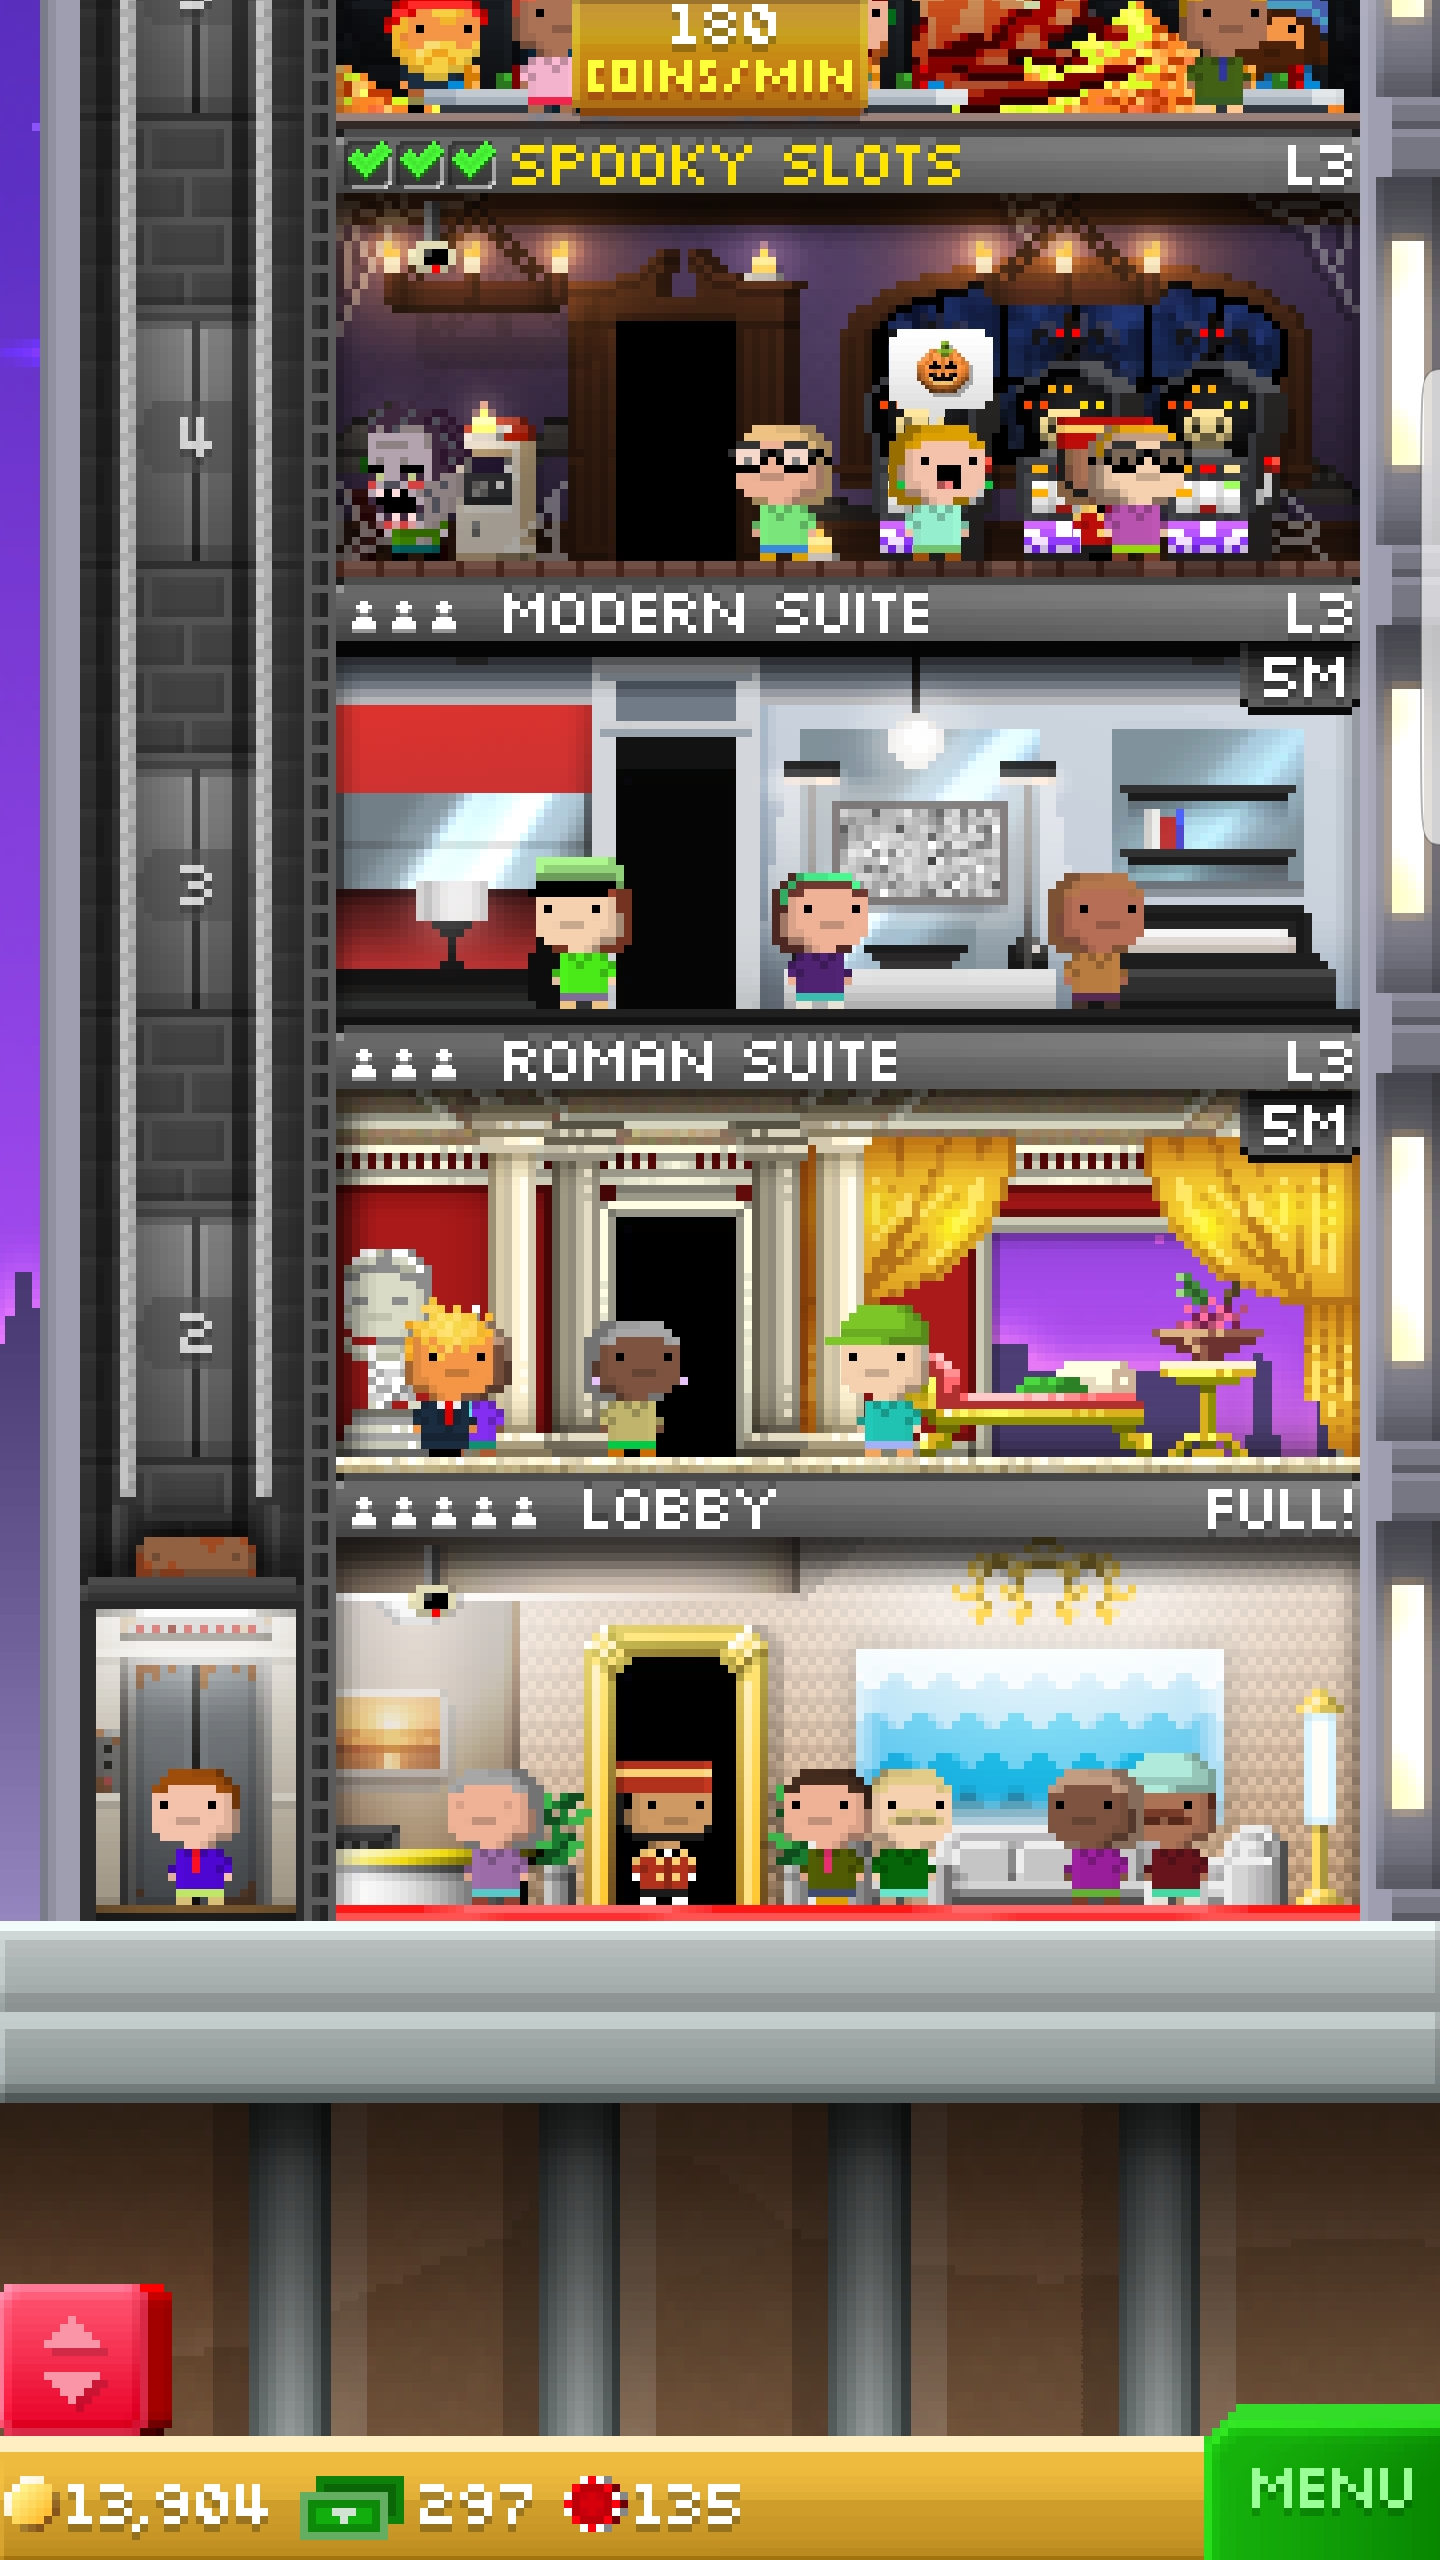 180
COINS/MIN
SPOOKY SLOTS L3
4
MODERN SUITE L3
5M
3
ROMAN SUITE L3
5M
2
LOBBY FULL!
MENU
13,904 297 135